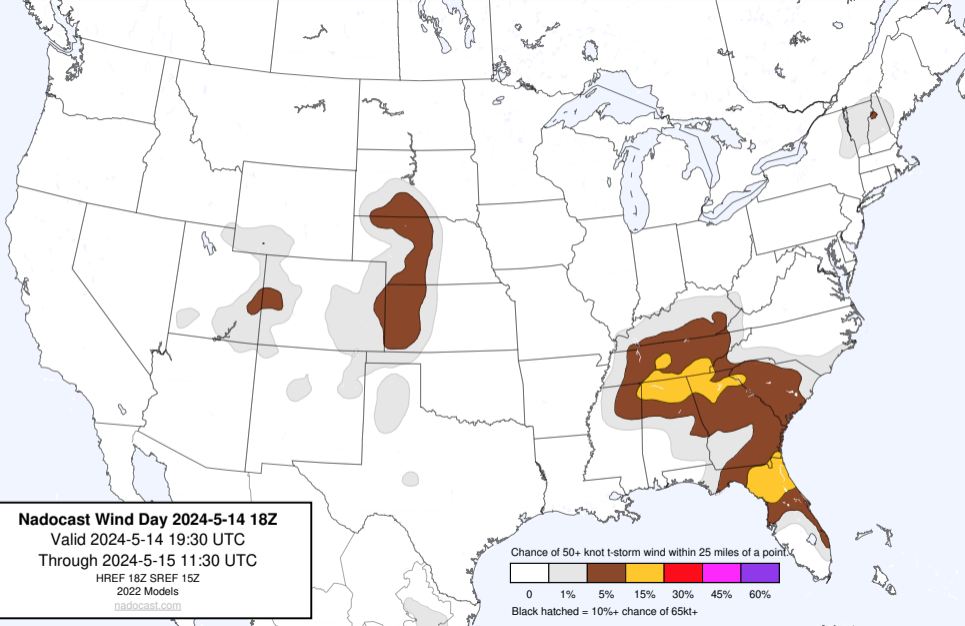 Nadocast Wind Day 2024-5-14 18Z
Valid 2024-5-14 19:30 UTC
Through 2024-5-15 11:30 UTC
HREF 18Z SREF 15Z
2022 Models
nadocast.com
Chance of 50+ knot t-storm wind within 25 miles of a point.
0 1% 5% 15% 30% 45% 60%
Black hatched = 10%+ chance of 65kt+